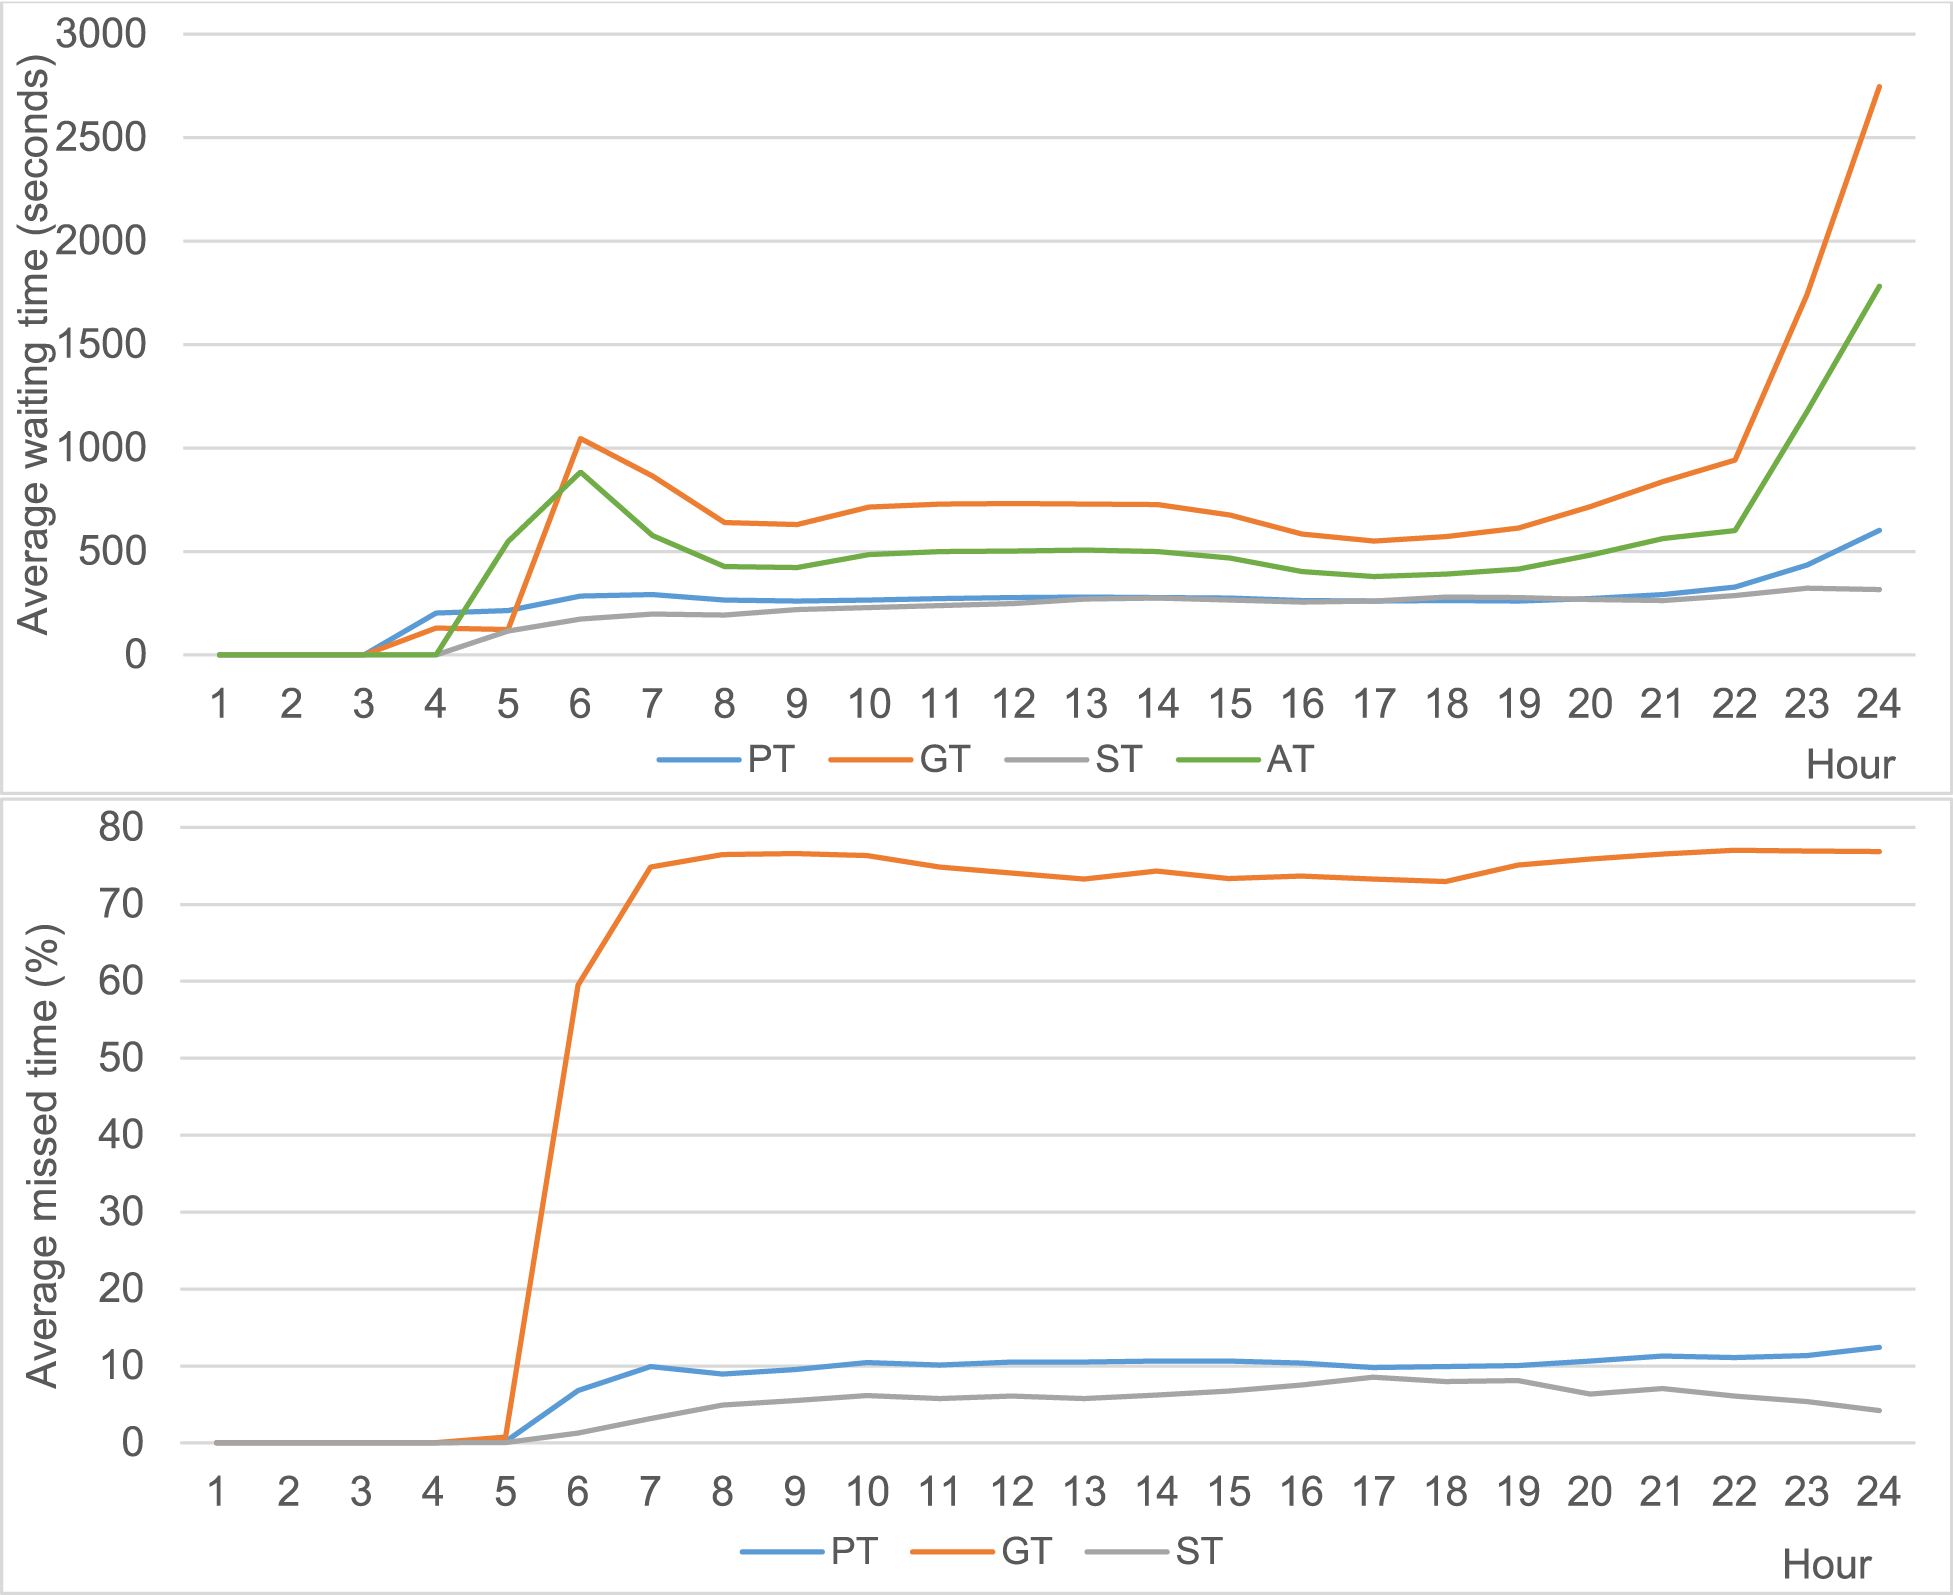 Average waiting time (seconds)
3000
2500
2000
1500
1000
500
0
1 2 3 4 5 6 7 8 9 10 11 12 13 14 15 16 17 18 19 20 21 22 23 24
PT GT ST AT
Hour
Average missed time (%)
80
70
60
50
40
30
20
10
0
1 2 3 4 5 6 7 8 9 10 11 12 13 14 15 16 17 18 19 20 21 22 23 24
PT GT ST
Hour